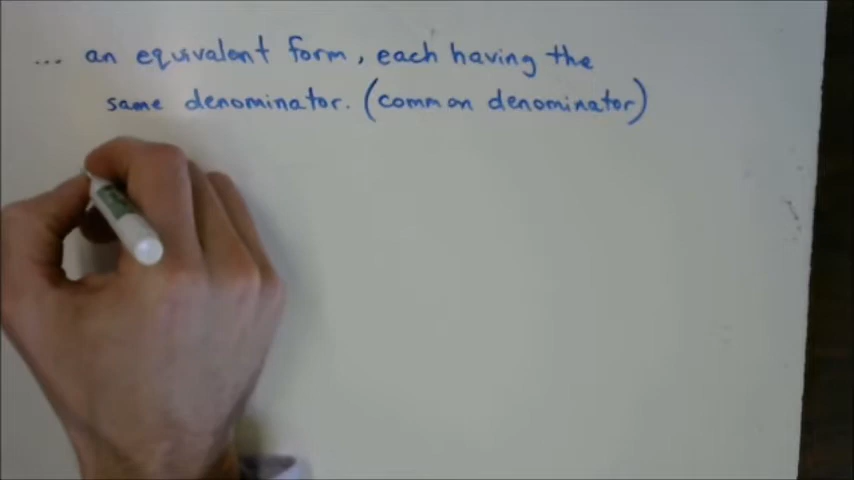 ... an equivalent form, each having the
same denominator. (common denominator)